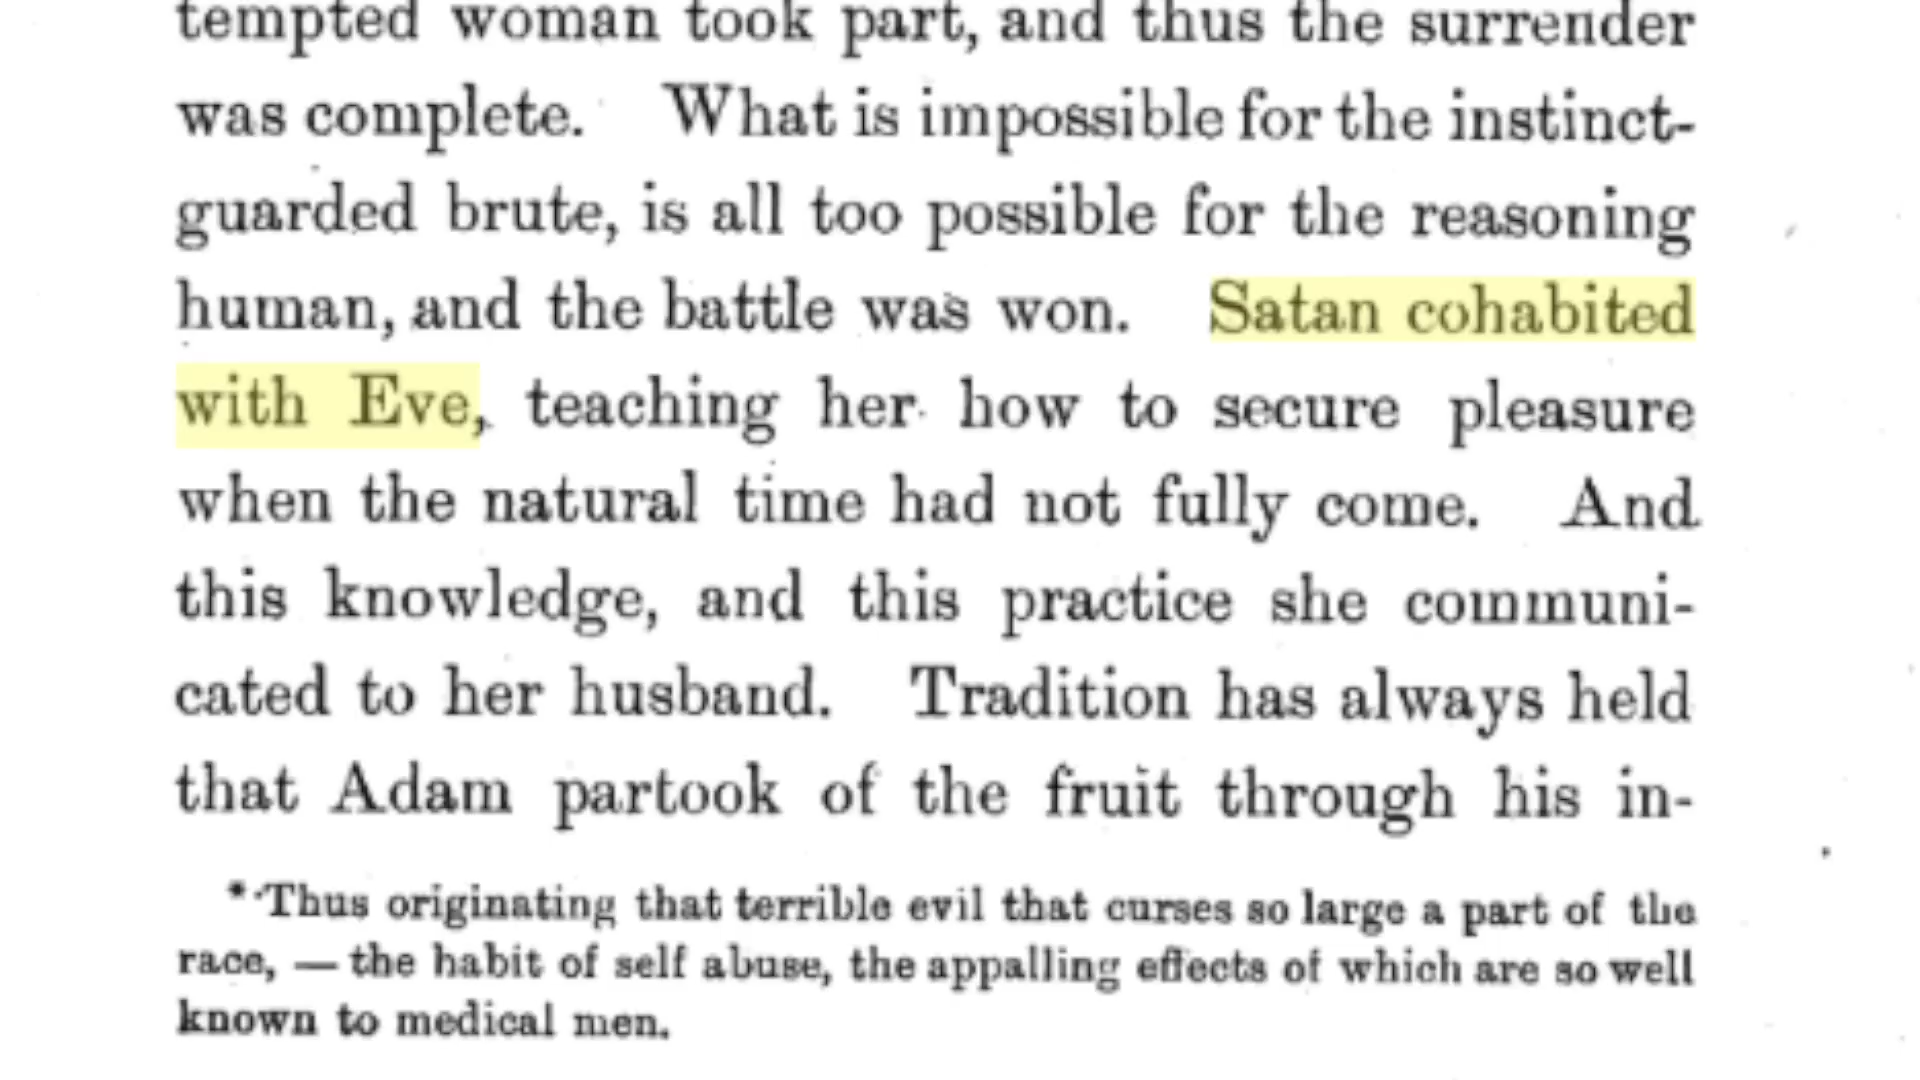 tempted woman took part, and thus the surrender
was complete. What is impossible for the instinct-
guarded brute, is all too possible for the reasoning
human, and the battle was won. Satan cohabited
with Eve, teaching her how to secure pleasure
when the natural time had not fully come. And
this knowledge, and this practice she communi-
cated to her husband. Tradition has always held
that Adam partook of the fruit through his in-
* Thus originating that terrible evil that curses so large a part of the
race, — the habit of self abuse, the appalling effects of which are so well
known to medical men.